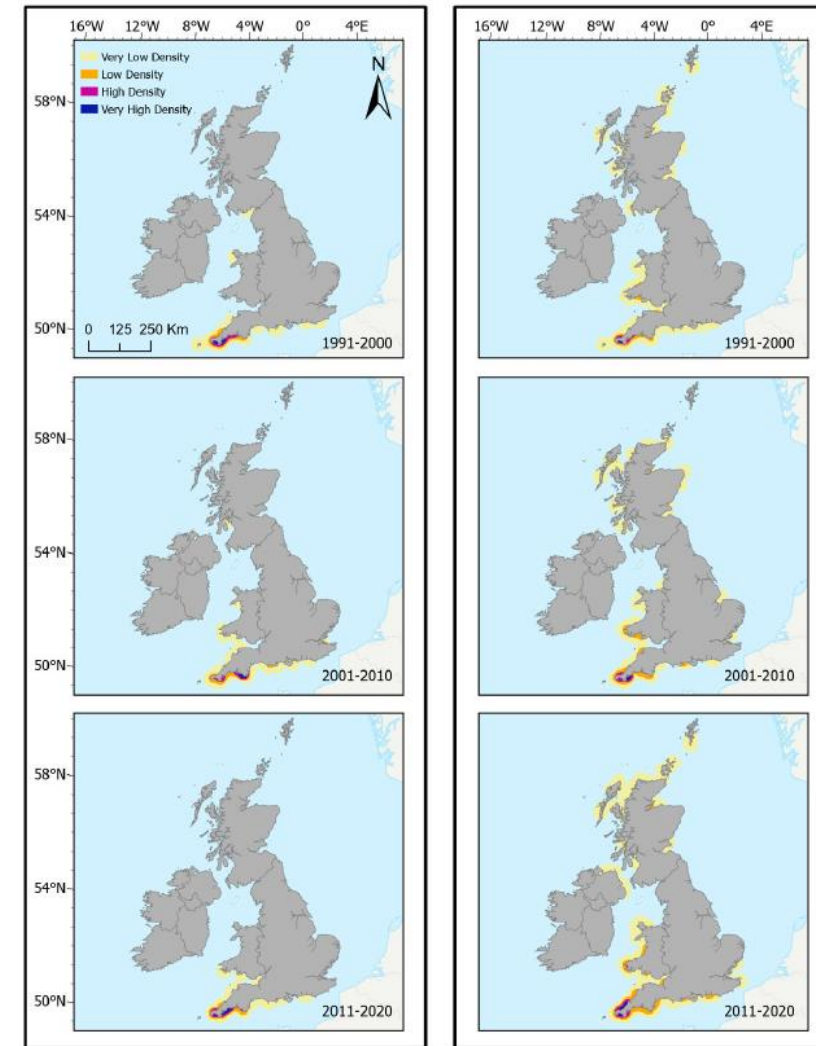 16°W 12°W 8°W 4°W 0° 4°E
16°W 12°W 8°W 4°W 0° 4°E
Very Low Density
Low Density
High Density
Very High Density
N
58°N
54°N
50°N
0 125 250 Km
1991-2000
1991-2000
58°N
54°N
50°N
2001-2010
2001-2010
58°N
54°N
50°N
2011-2020
2011-2020